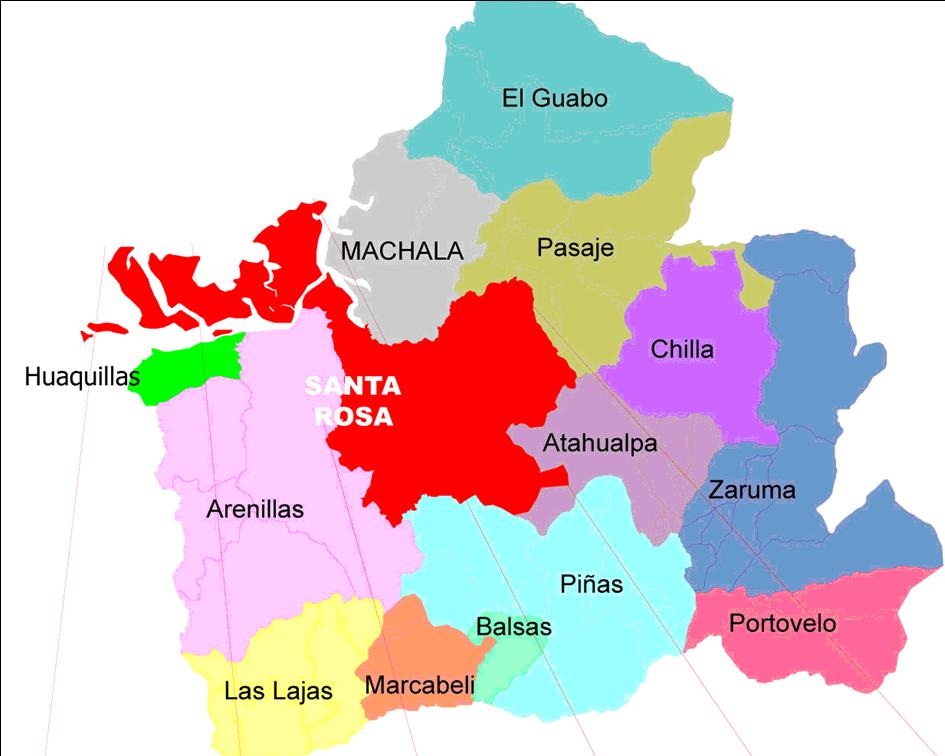 El Guabo
MACHALA
Pasaje
Chilla
Huaquillas
SANTA
ROSA
Atahualpa
Zaruma
Arenillas
Piñas
Balsas
Portovelo
Las Lajas
Marcabeli